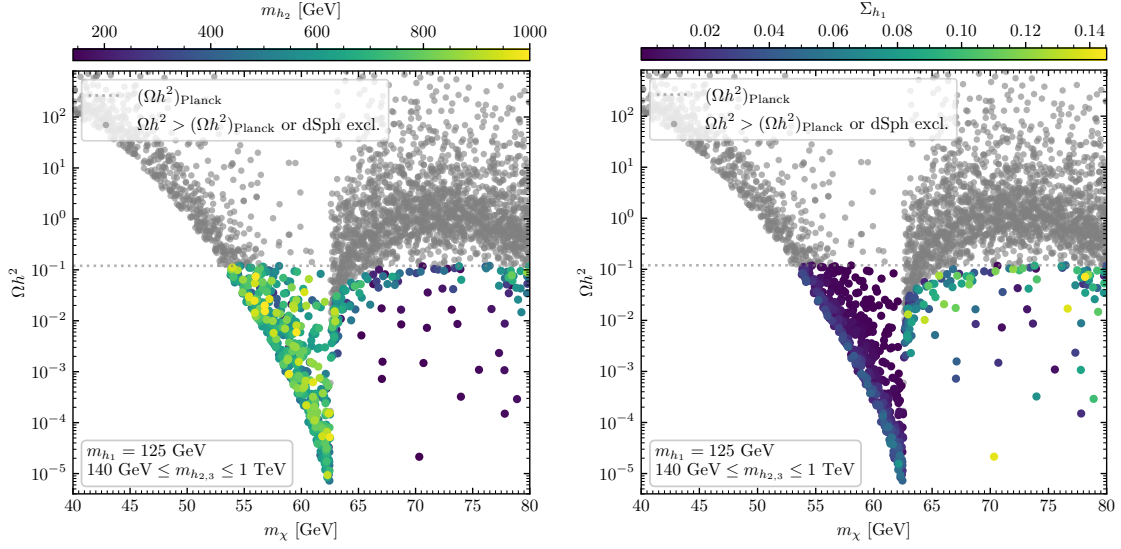 m_{h_2} [GeV]
200 400 600 800 1000
(Ωh²)_Planck
Ωh² > (Ωh²)_Planck or dSph excl.
10² 10¹ 10⁰ 10⁻¹ 10⁻² 10⁻³ 10⁻⁴ 10⁻⁵
Ωh²
m_{h_1} = 125 GeV
140 GeV ≤ m_{h_{2,3}} ≤ 1 TeV
40 45 50 55 60 65 70 75 80
m_χ [GeV]
Σ_{h_1}
0.02 0.04 0.06 0.08 0.10 0.12 0.14
(Ωh²)_Planck
Ωh² > (Ωh²)_Planck or dSph excl.
10² 10¹ 10⁰ 10⁻¹ 10⁻² 10⁻³ 10⁻⁴ 10⁻⁵
Ωh²
m_{h_1} = 125 GeV
140 GeV ≤ m_{h_{2,3}} ≤ 1 TeV
40 45 50 55 60 65 70 75 80
m_χ [GeV]